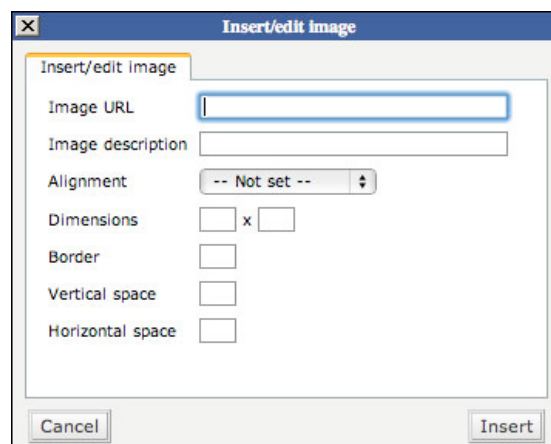 Insert/edit image
Insert/edit image
Image URL
Image description
Alignment -- Not set --
Dimensions x
Border
Vertical space
Horizontal space
Cancel Insert